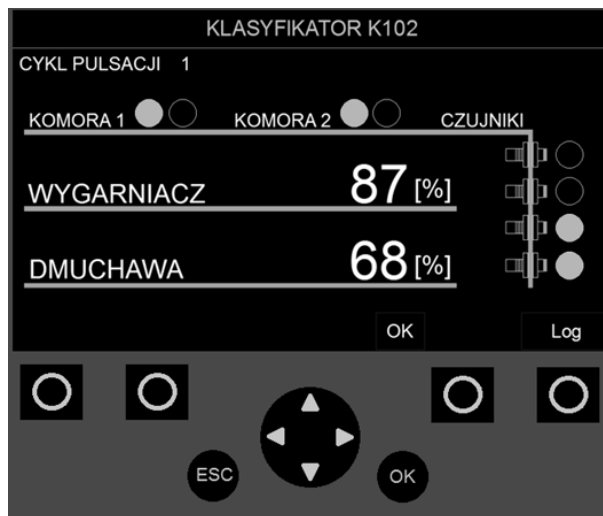 KLASYFIKATOR K102
CYKL PULSACJI 1
KOMORA 1 KOMORA 2 CZUJNIKI
WYGARNIACZ 87 [%]
DMUCHAWA 68 [%]
OK Log
ESC OK